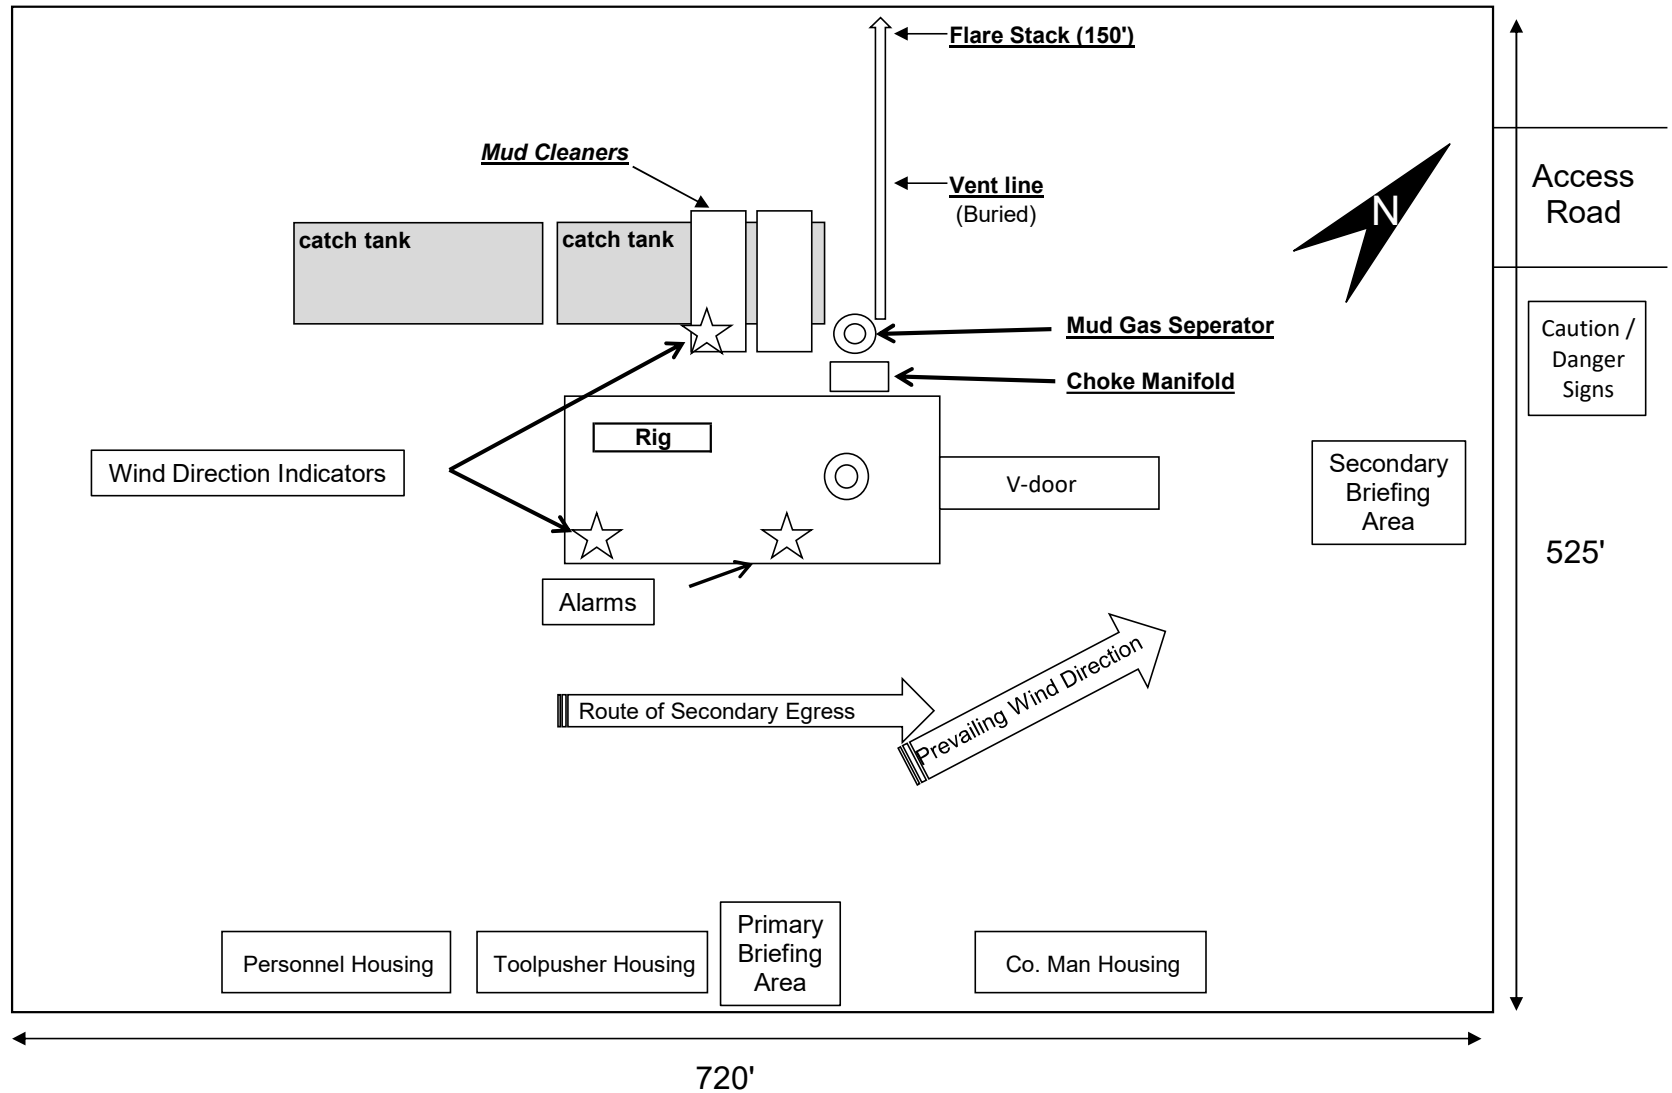 Flare Stack (150')
Mud Cleaners
Vent line
(Buried)
N
Access
Road
catch tank
catch tank
Mud Gas Seperator
Caution /
Danger
Signs
Choke Manifold
Rig
Wind Direction Indicators
V-door
Secondary
Briefing
Area
525'
Alarms
Route of Secondary Egress
Prevailing Wind Direction
Personnel Housing
Toolpusher Housing
Primary
Briefing
Area
Co. Man Housing
720'